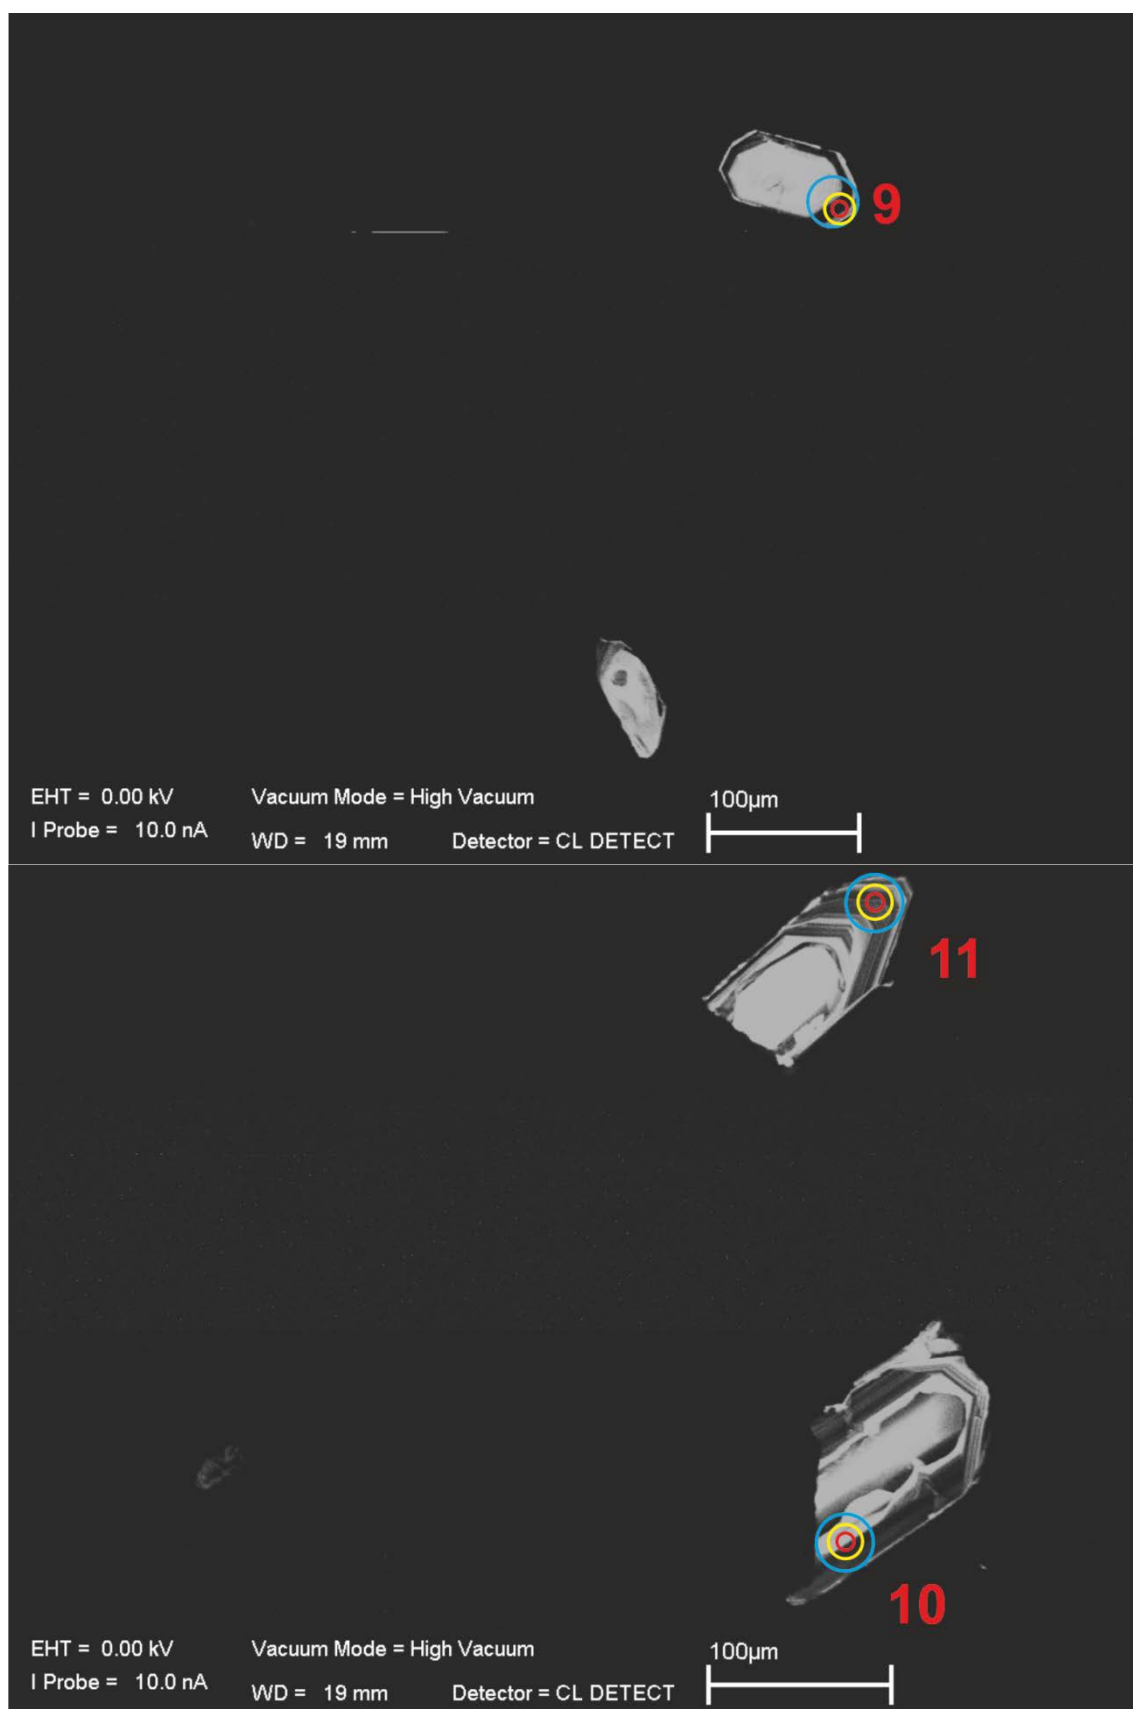 9
EHT = 0.00 kV Vacuum Mode = High Vacuum 100µm
I Probe = 10.0 nA WD = 19 mm Detector = CL DETECT
11
10
EHT = 0.00 kV Vacuum Mode = High Vacuum 100µm
I Probe = 10.0 nA WD = 19 mm Detector = CL DETECT